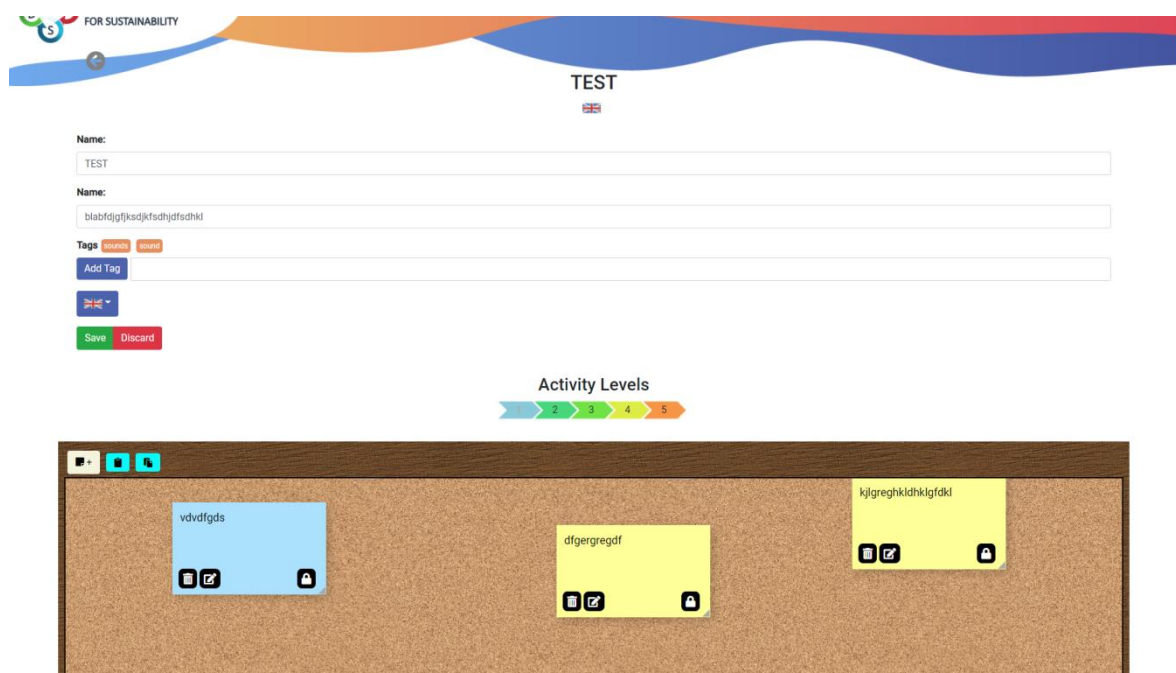 S
FOR SUSTAINABILITY
TEST
Name:
TEST
Name:
blabfdjgfjksdjkfsdhjdfsdhkl
Tags sounds sound
Add Tag
Save Discard
Activity Levels
1 2 3 4 5
+
kjlgreghkldhklgfdkl
vdvdfgds
dfgergregdf